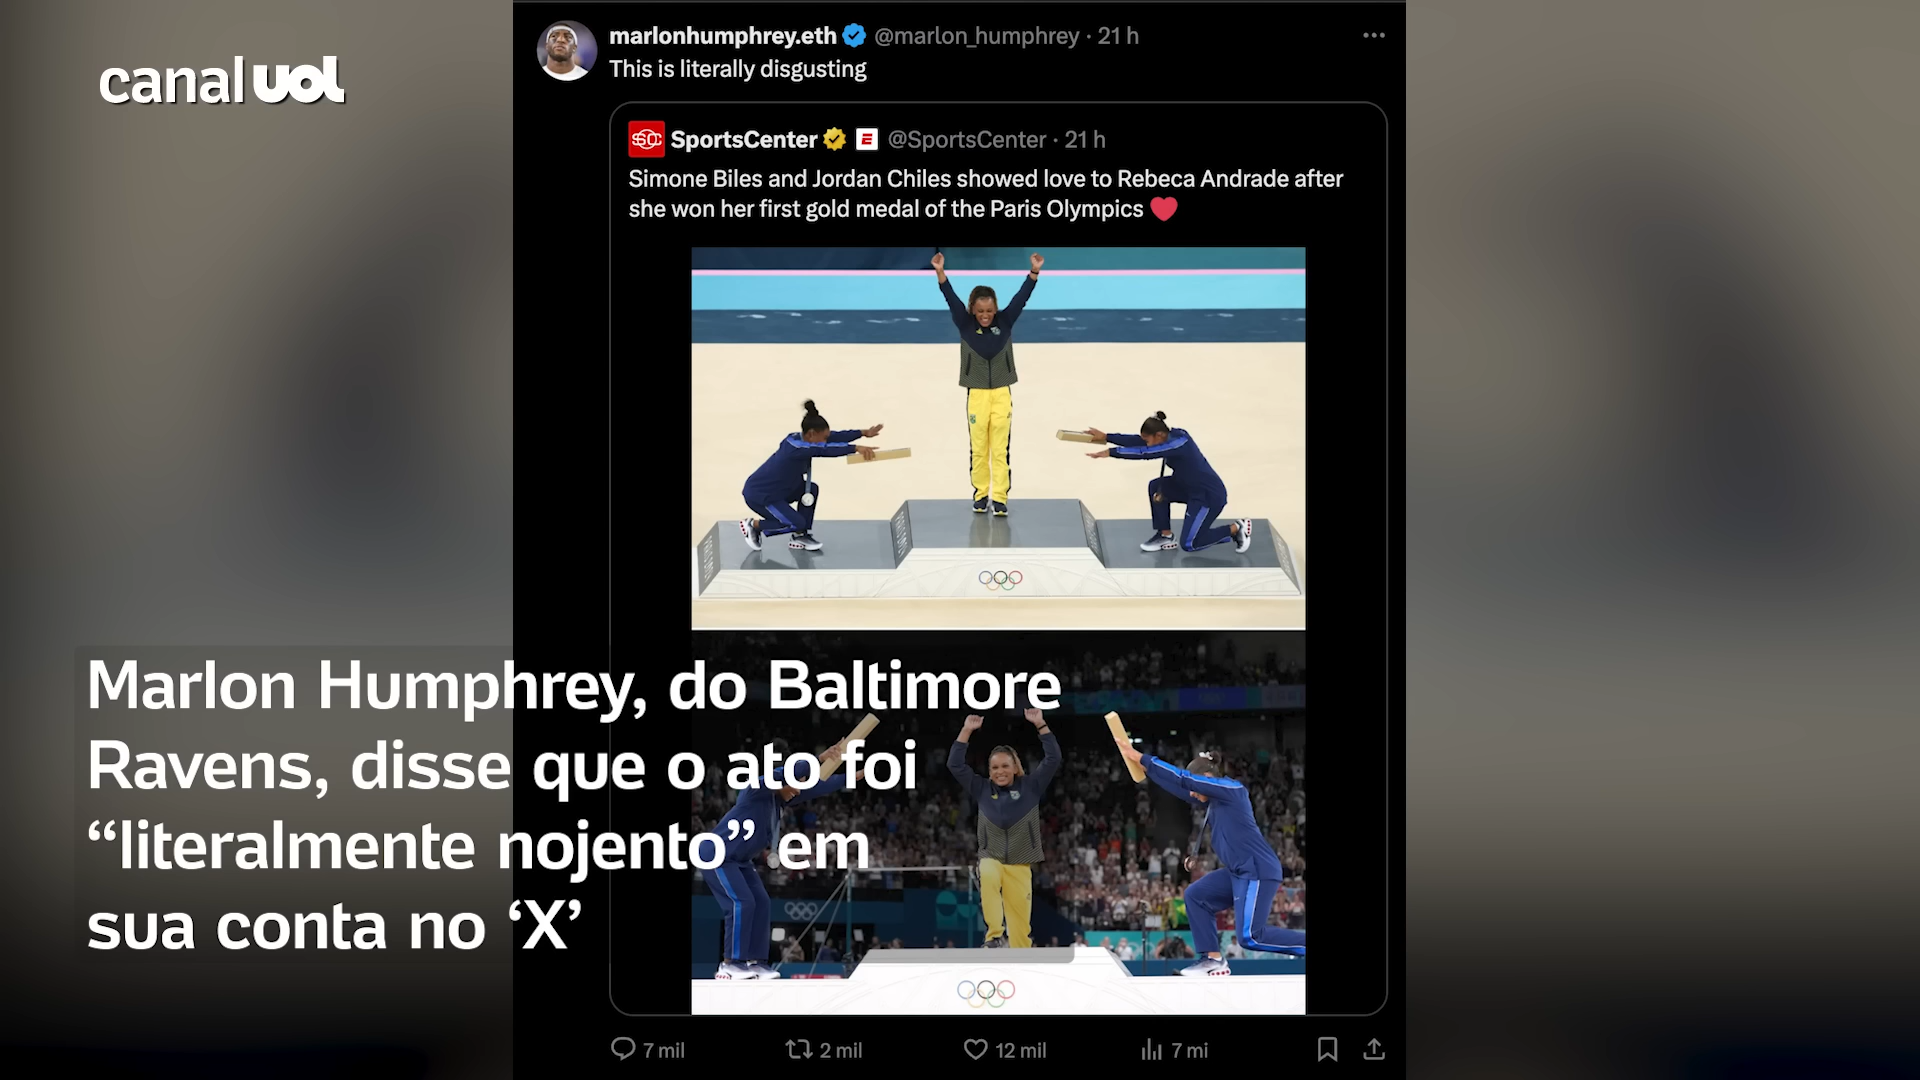 canal uol
marlonhumphrey.eth @marlon_humphrey · 21 h
This is literally disgusting
SC SportsCenter E @SportsCenter · 21 h
Simone Biles and Jordan Chiles showed love to Rebeca Andrade after
she won her first gold medal of the Paris Olympics
Marlon Humphrey, do Baltimore
Ravens, disse que o ato foi
“literalmente nojento” em
sua conta no ‘X’
7 mil 2 mil 12 mil 7 mi